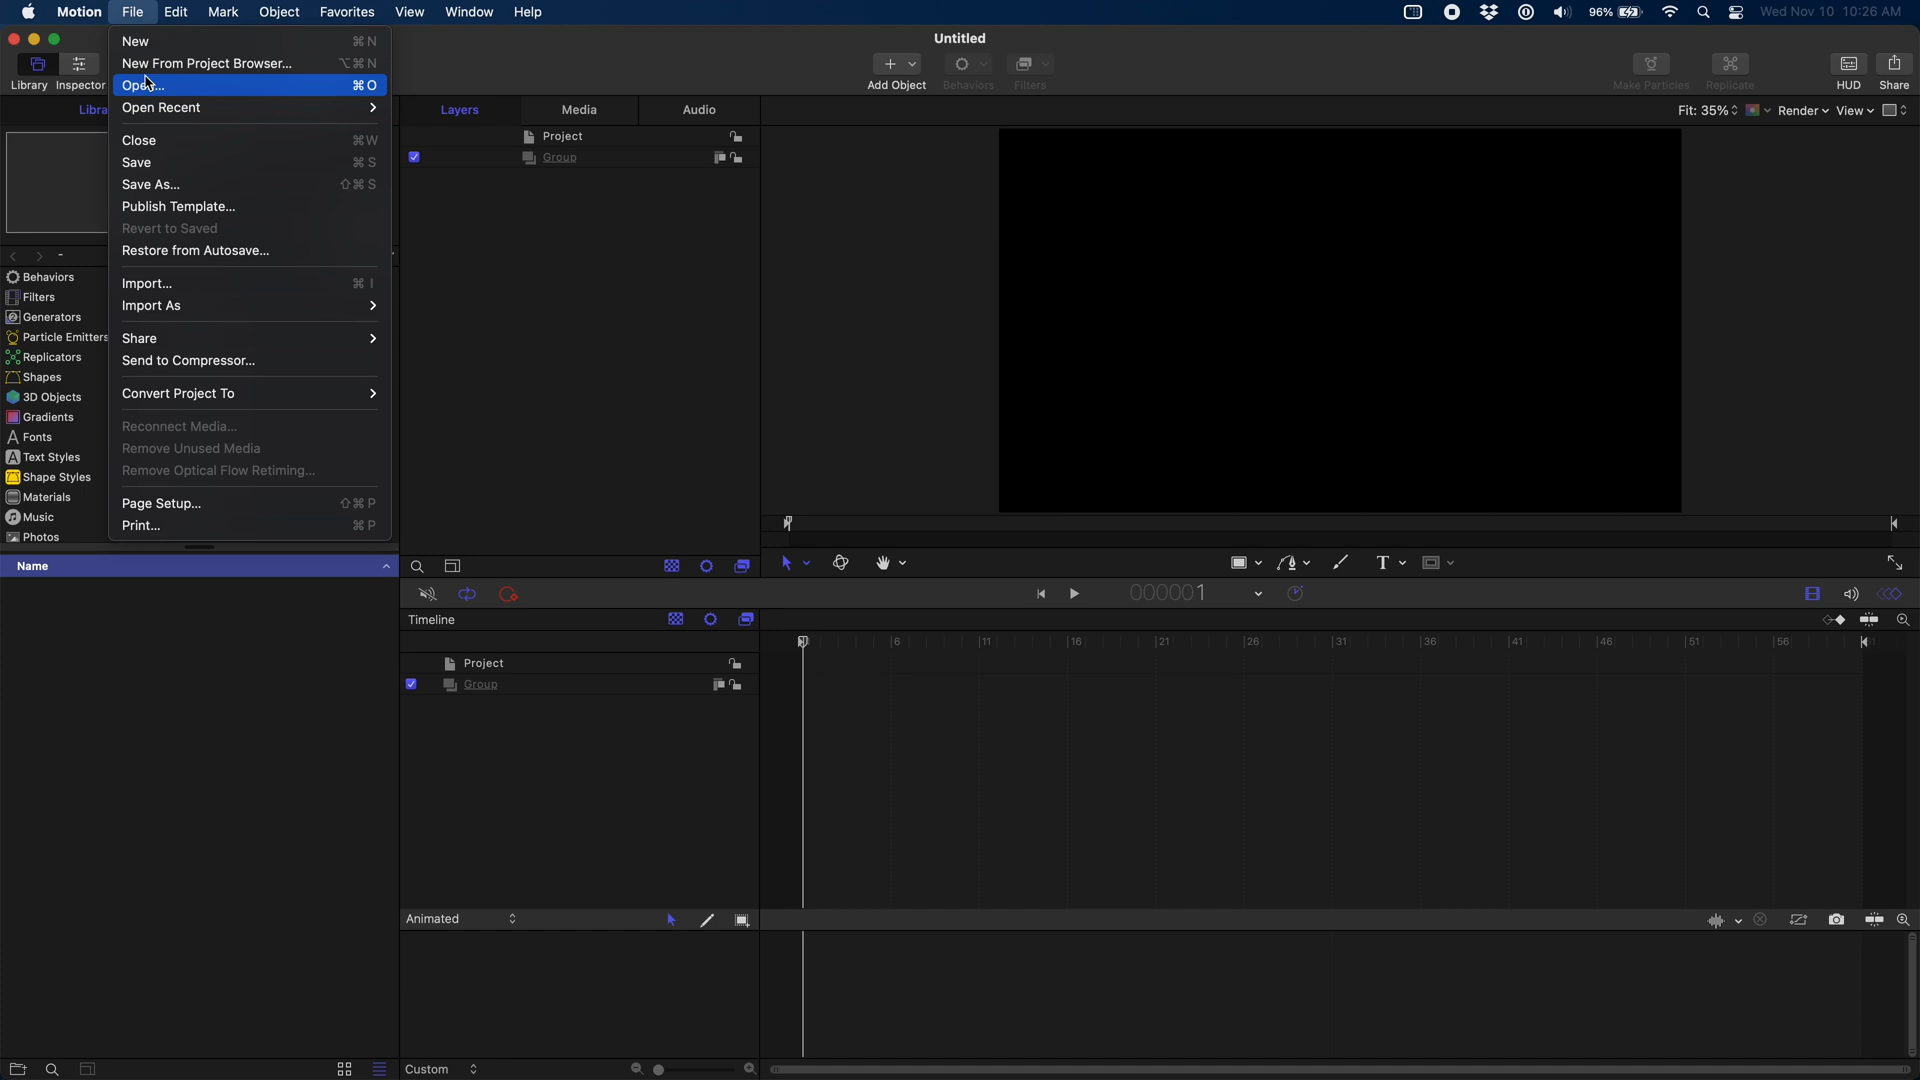 Motion File Edit Mark Object Favorites View Window Help 96% Wed Nov 10 10:26 AM
Untitled
Library Inspector Add Object Behaviors Filters Make Particles Replicate HUD Share
New ⌘N
New From Project Browser... ⌥⌘N
⌘O
Open Recent
Close ⌘W
Save ⌘S
Save As... ⇧⌘S
Publish Template...
Revert to Saved
Restore from Autosave...
Import... ⌘I
Import As
Share
Send to Compressor...
Convert Project To
Reconnect Media...
Remove Unused Media
Remove Optical Flow Retiming...
Page Setup... ⇧⌘P
Print... ⌘P
Behaviors
Filters
Generators
Particle Emitters
Replicators
Shapes
3D Objects
Gradients
Fonts
Text Styles
Shape Styles
Materials
Music
Photos
Name
Layers Media Audio
Project
Group
Fit: 35% Render View
000001
Timeline
6 11 16 21 26 31 36 41 46 51 56
Project
Group
Animated
Custom